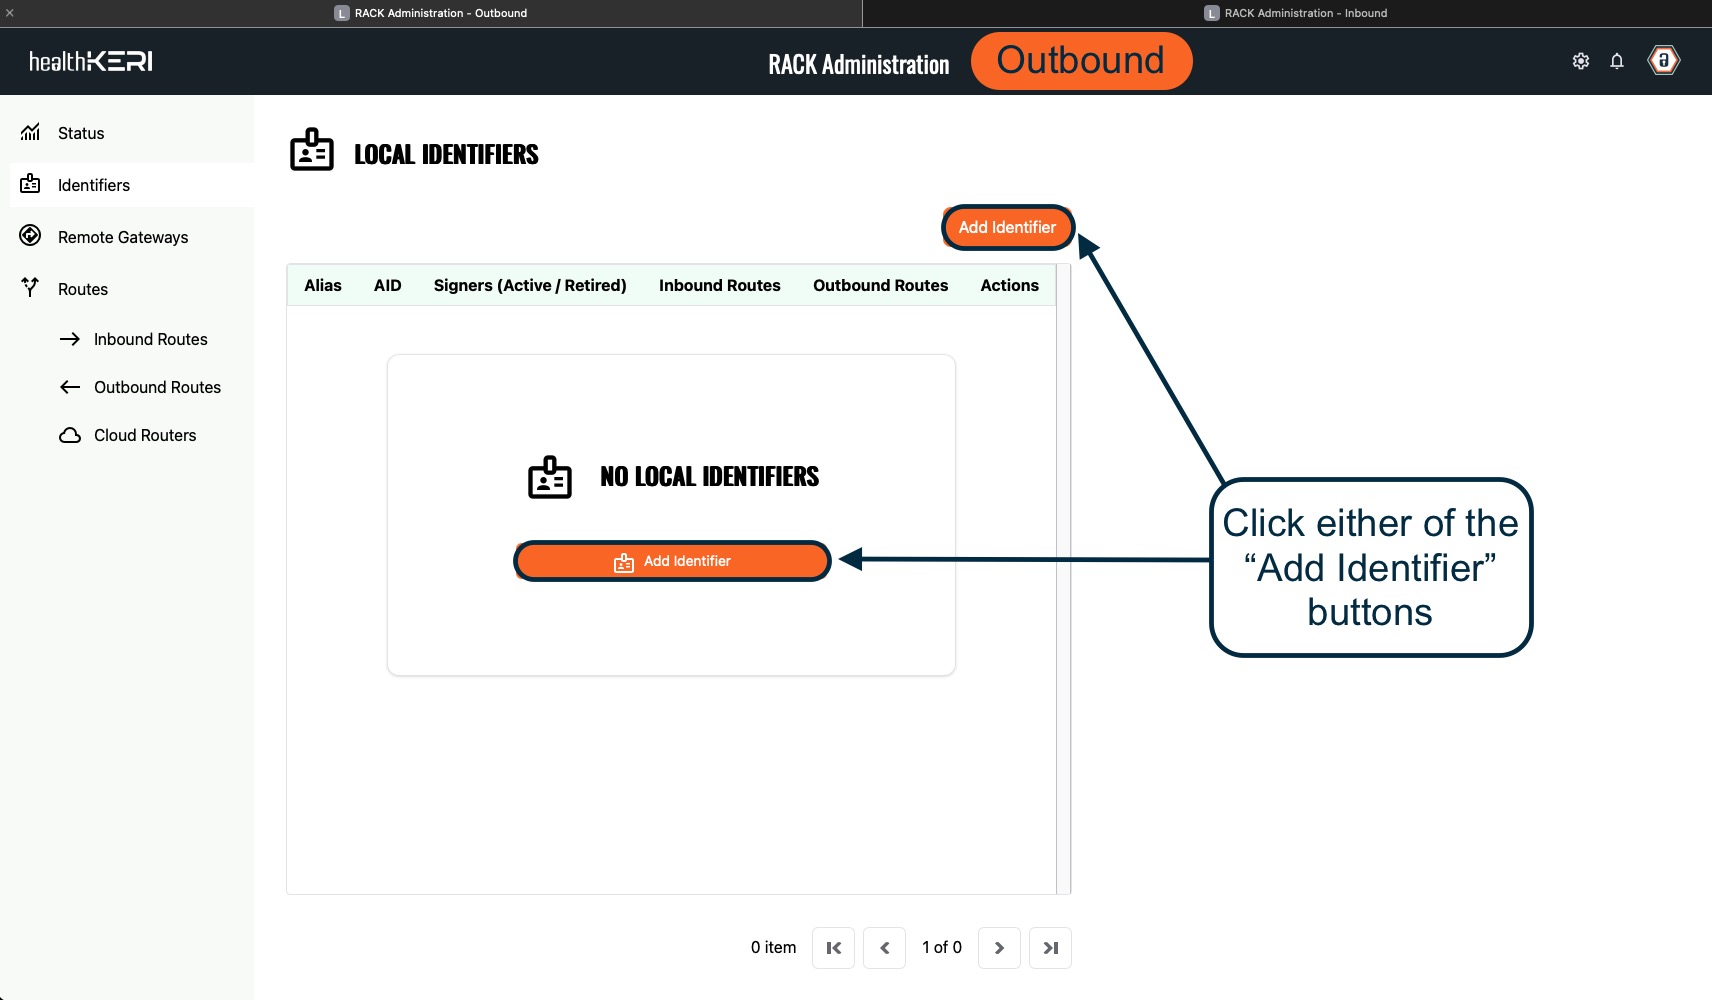 L RACK Administration - Outbound
L RACK Administration - Inbound
healthKERI
RACK Administration
Outbound
Status
Identifiers
Remote Gateways
Routes
Inbound Routes
Outbound Routes
Cloud Routers
LOCAL IDENTIFIERS
Add Identifier
Alias AID Signers (Active / Retired) Inbound Routes Outbound Routes Actions
NO LOCAL IDENTIFIERS
Add Identifier
Click either of the
“Add Identifier”
buttons
0 item 1 of 0